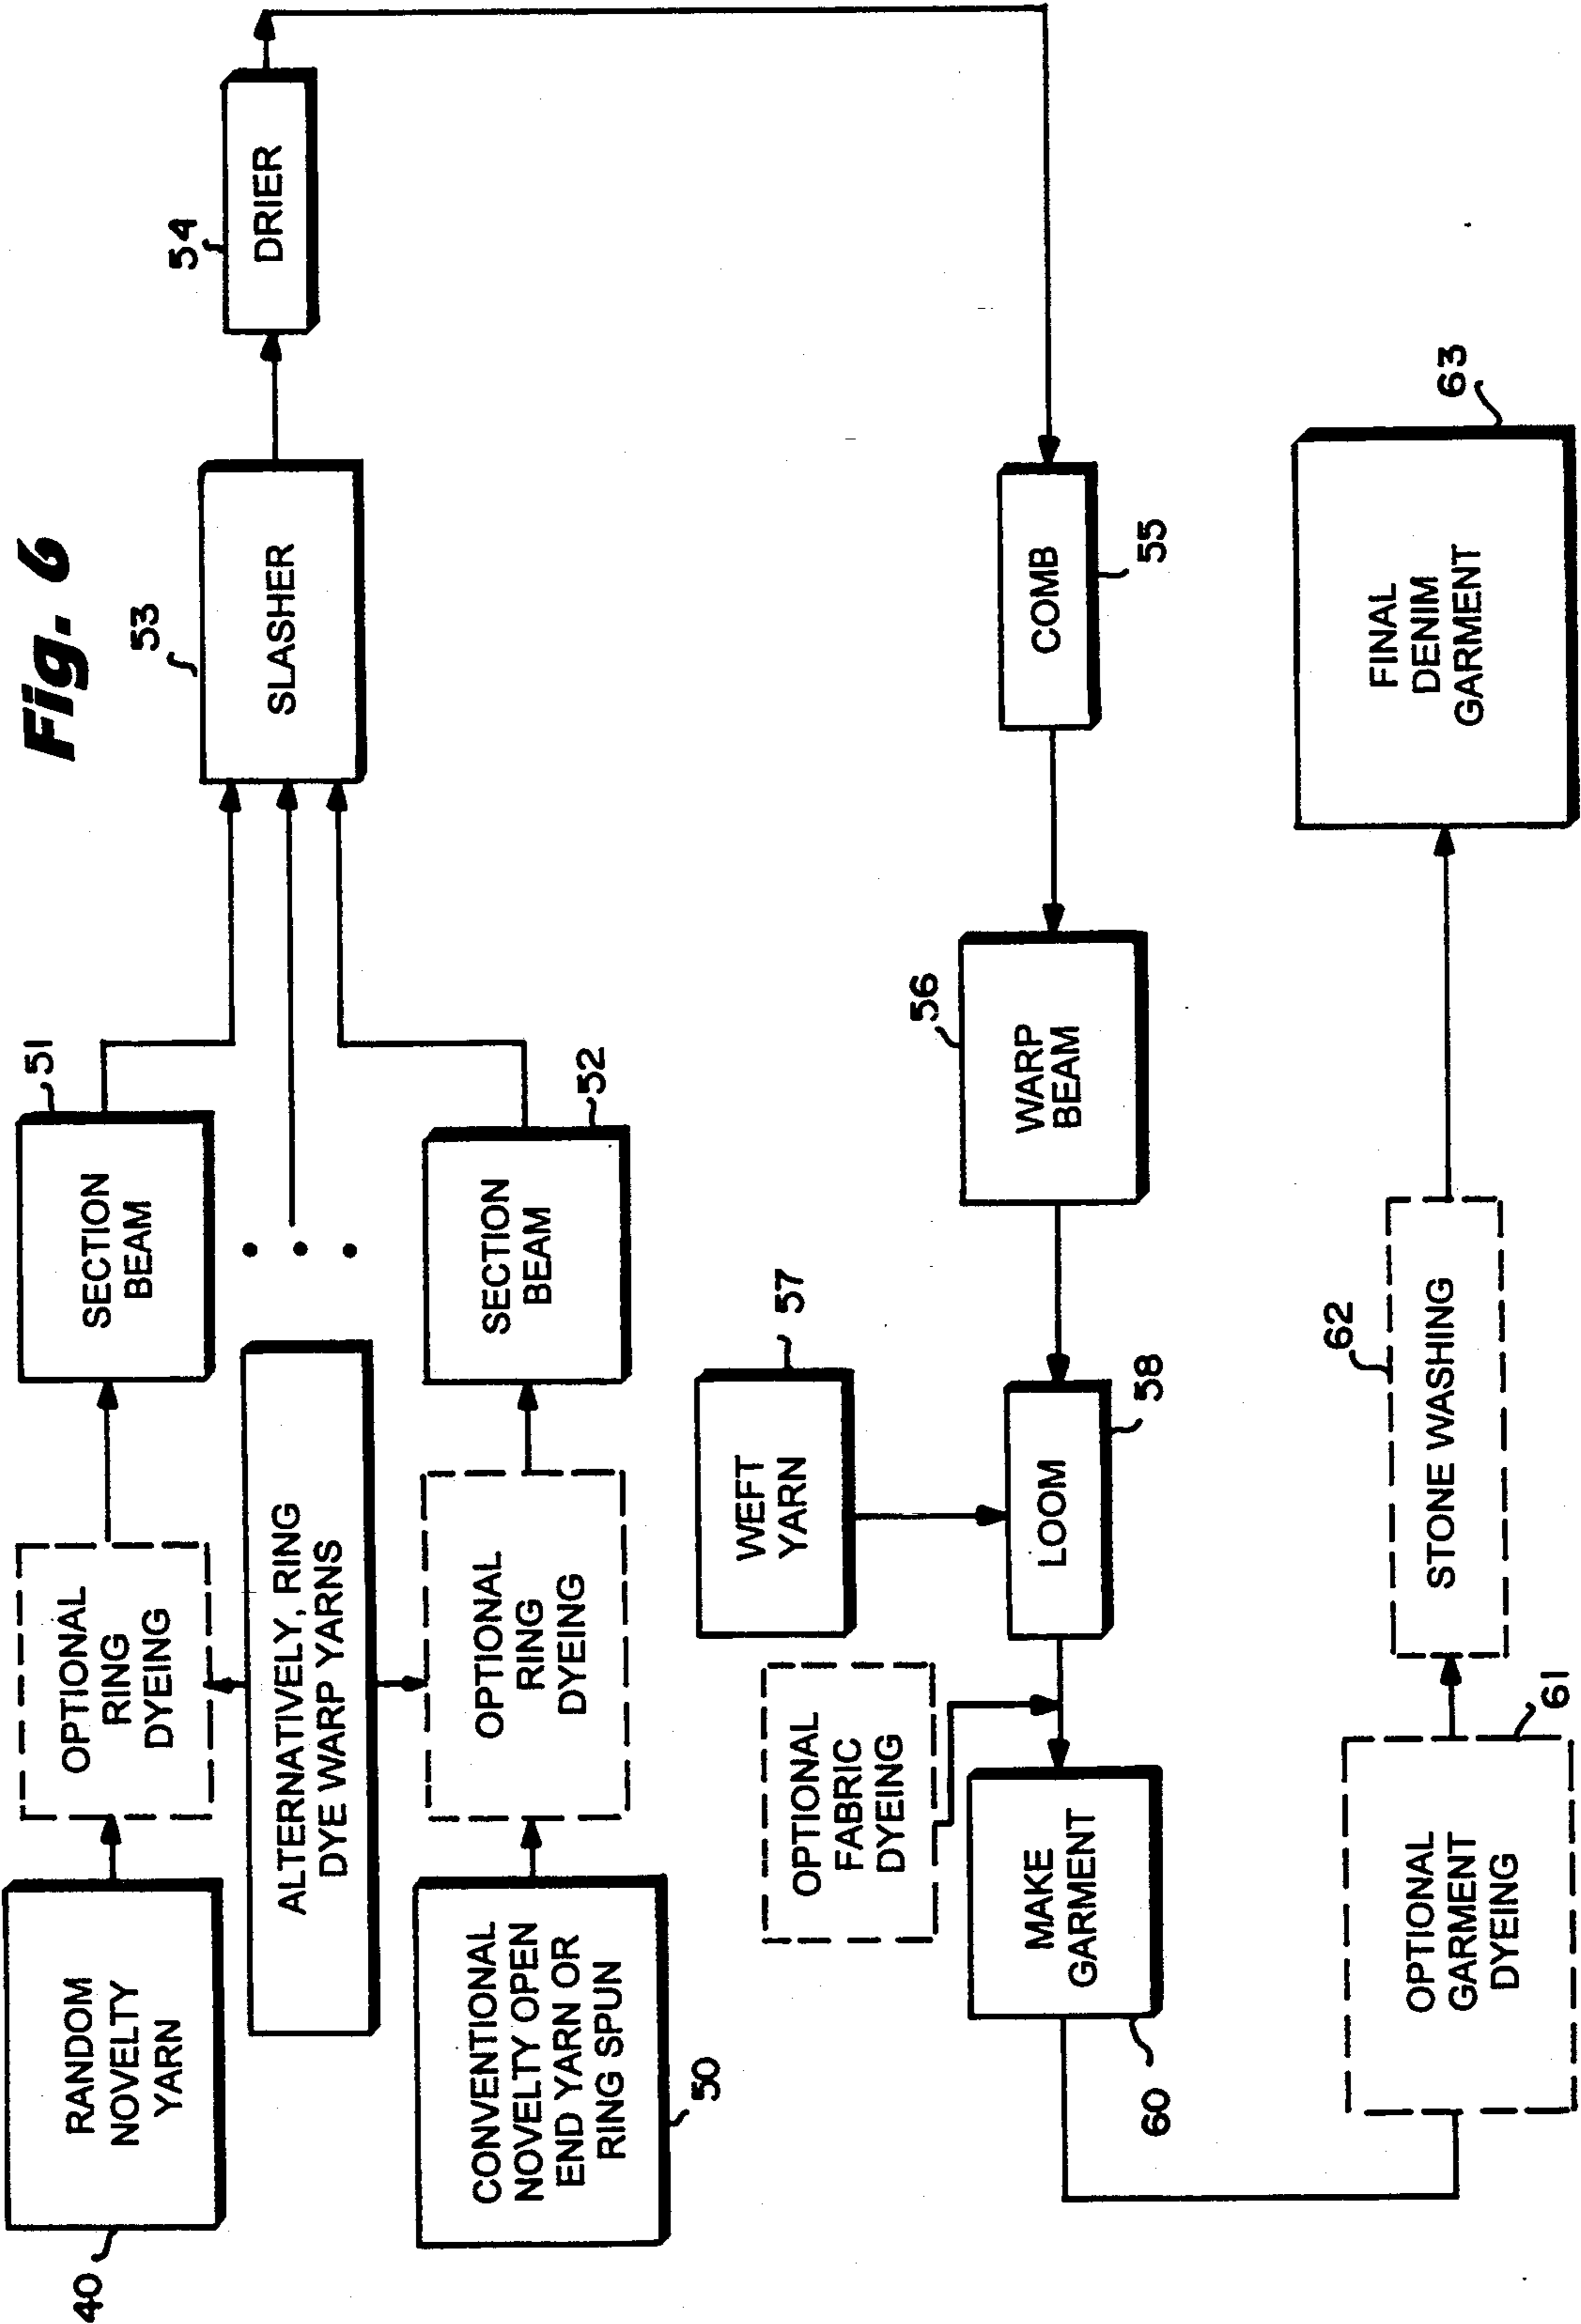 Fig. 6
40
RANDOM
NOVELTY
YARN
OPTIONAL
RING
DYEING
51
SECTION
BEAM
ALTERNATIVELY, RING
DYE WARP YARNS
CONVENTIONAL
NOVELTY OPEN
END YARN OR
RING SPUN
50
OPTIONAL
RING
DYEING
52
SECTION
BEAM
53
SLASHER
54
DRIER
COMB
55
56
WARP
BEAM
57
WEFT
YARN
LOOM
58
OPTIONAL
FABRIC
DYEING
MAKE
GARMENT
60
OPTIONAL
GARMENT
DYEING
61
62
STONE WASHING
63
FINAL
DENIM
GARMENT